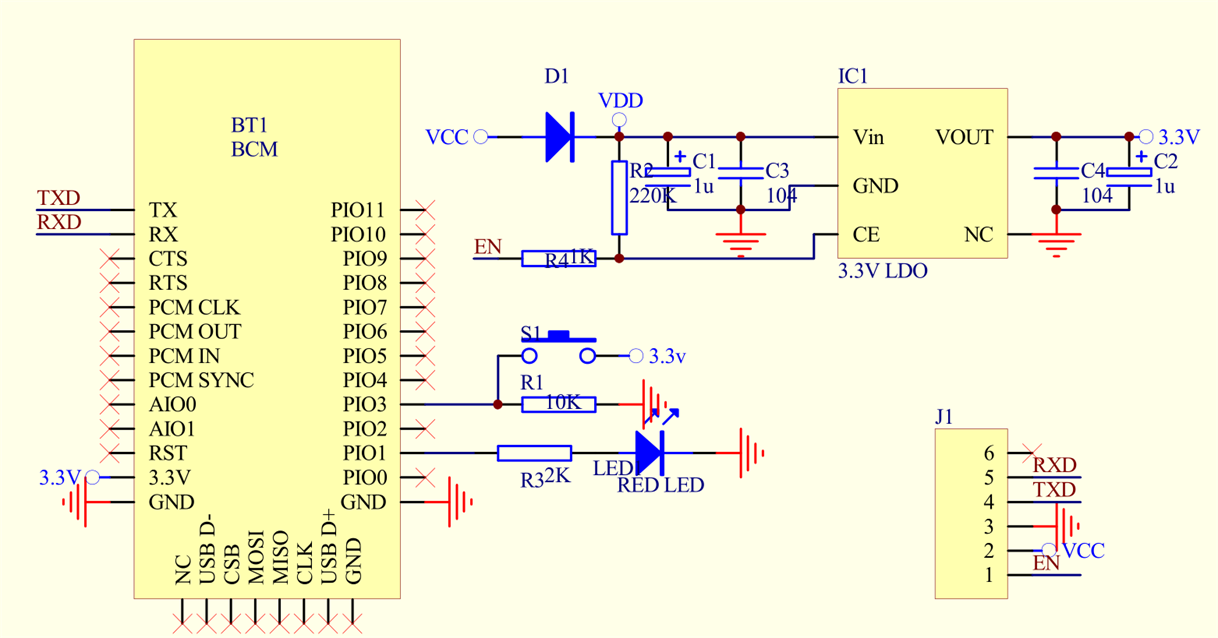 BT1
BCM
TXD
RXD
TX
RX
CTS
RTS
PCM CLK
PCM OUT
PCM IN
PCM SYNC
AIO0
AIO1
RST
3.3V
3.3V
GND
PIO11
PIO10
PIO9
PIO8
PIO7
PIO6
PIO5
PIO4
PIO3
PIO2
PIO1
PIO0
GND
NC
USB D-
CSB
MOSI
MISO
CLK
USB D+
GND
D1
VCC
VDD
R2
220K
C1
1u
C3
104
EN
R4
1K
IC1
Vin
GND
CE
VOUT
NC
3.3V LDO
C4
104
C2
1u
3.3V
S1
3.3v
R1
10K
R3
2K
LED
RED LED
J1
6
5
4
3
2
1
RXD
TXD
VCC
EN